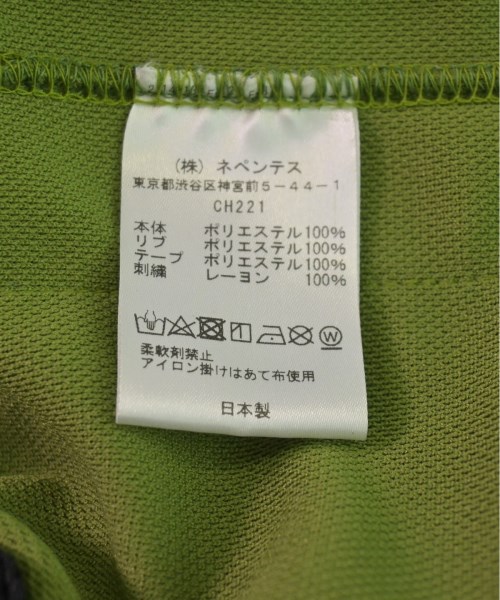 (株) ネペンテス
東京都渋谷区神宮前5-44-1
CH221
本体 ポリエステル100%
リブ ポリエステル100%
テープ ポリエステル100%
刺繍 レーヨン 100%
W
柔軟剤禁止
アイロン掛けはあて布使用
日本製